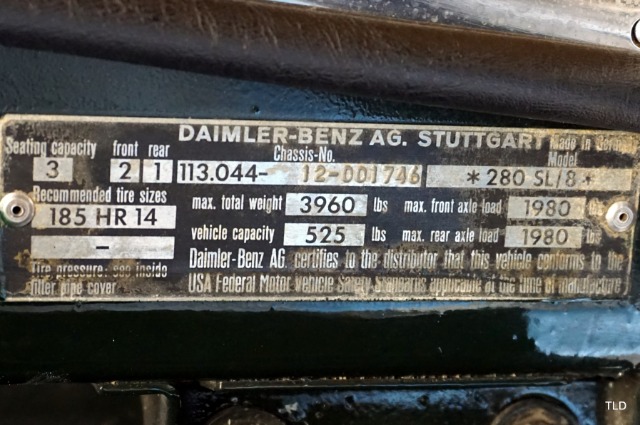 DAIMLER-BENZ AG. STUTTGART Made in
Seating capacity front rear Chassis-No. Model
3 2 1 113.044- 12-001746 *280 SL/8*
Recommended tire sizes max. total weight 3960 lbs max. front axle load 1980 lbs
185 HR 14
- vehicle capacity 525 lbs max. rear axle load 1980 lbs
Tire pressure: see inside Daimler-Benz AG. certifies to the distributor that this vehicle conforms to the
filler pipe cover USA Federal Motor Vehicle Safety Standards applicable at the time of manufacture
TLD